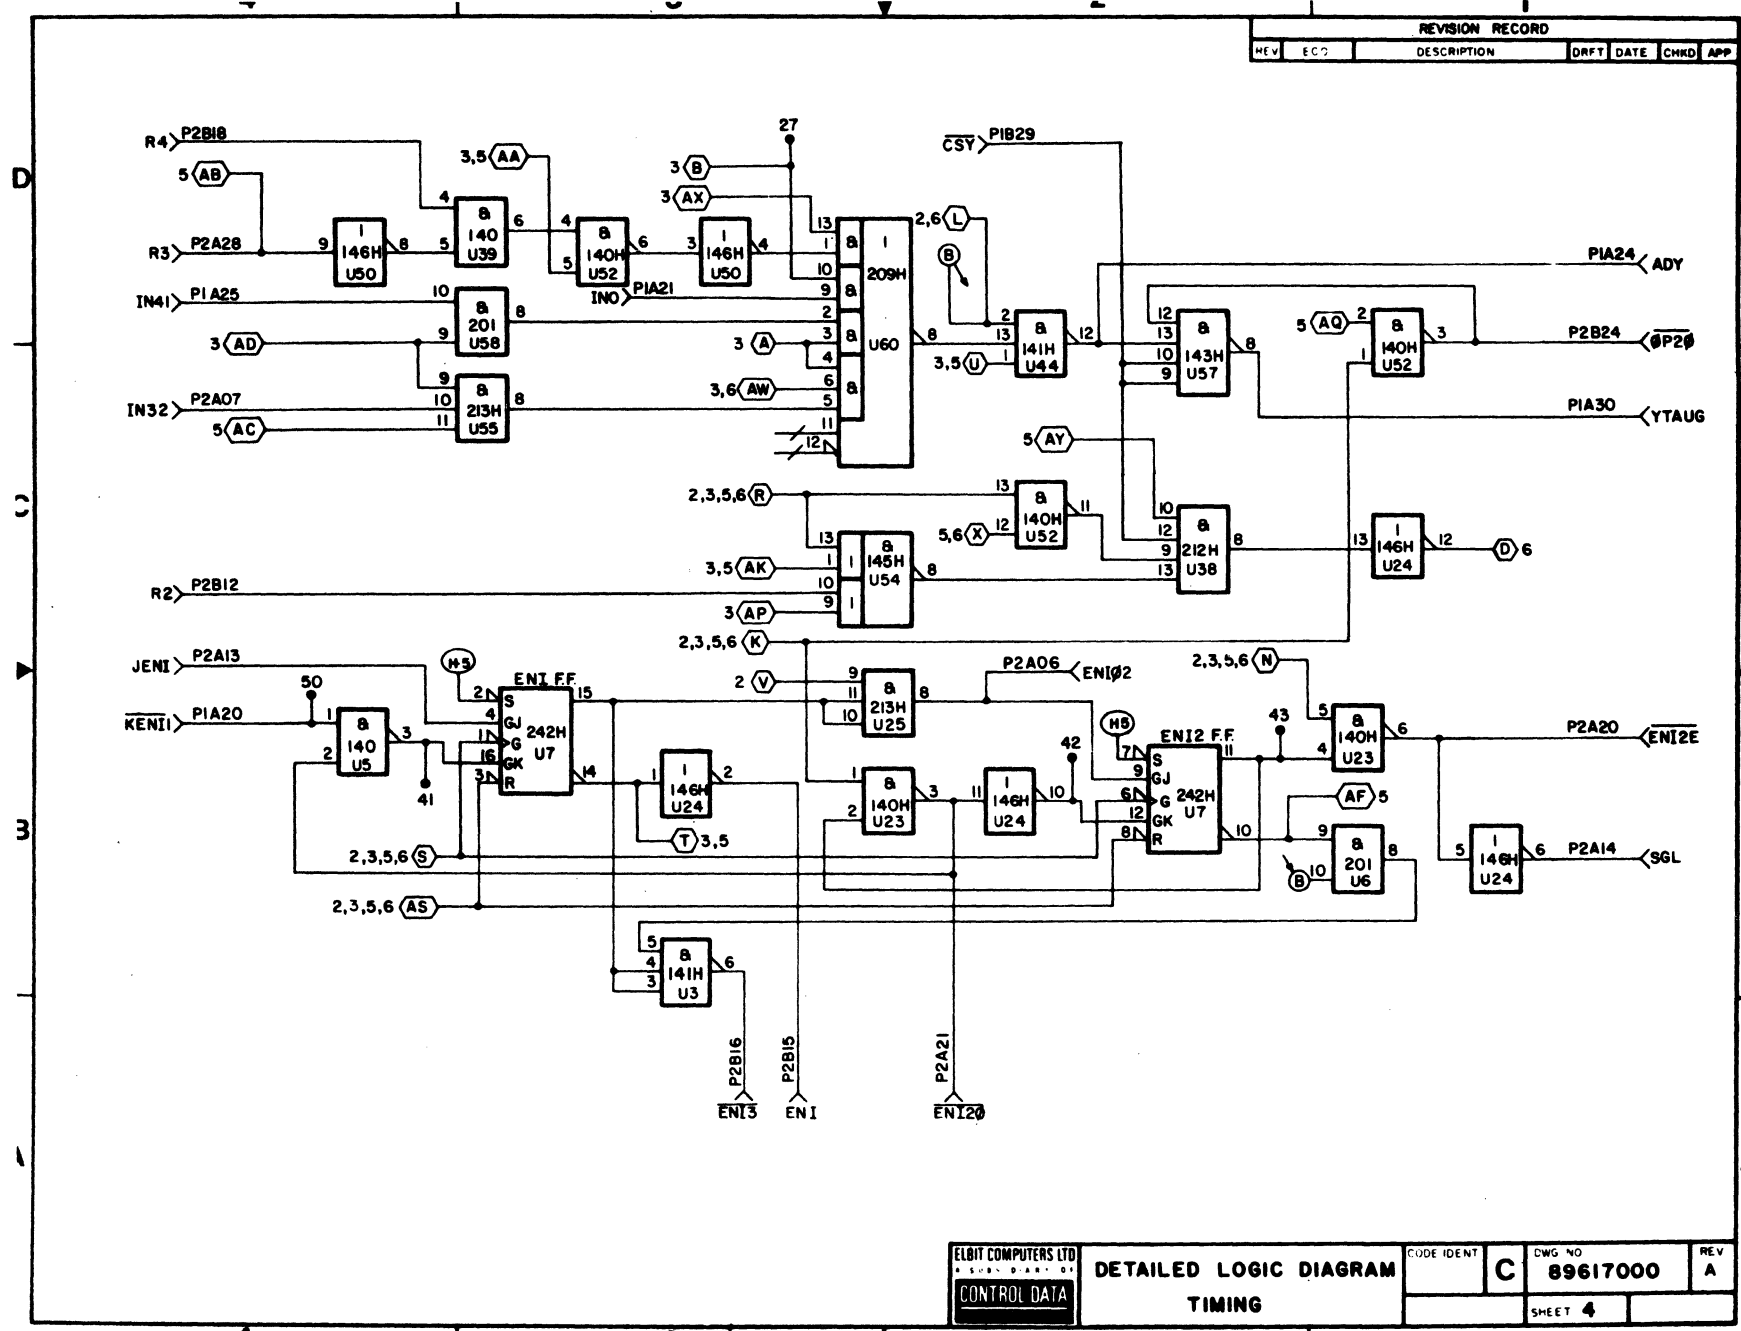 REVISION RECORD
REV ECO DESCRIPTION DRFT DATE CHKD APP
D
R4 P2B18
5 AB
R3 P2A28
9 1 146H U50 8
4 5 & 140 U39 6
3,5 AA
4 5 & 140H U52 6
3 1 146H U50 4
IN41 P1A25
10 9 & 201 U58 8
3 AD
IN32 P2A07
9 10 11 & 213H U55 8
5 AC
INO P1A21
27
3 B
3 AX
3 A
3,6 AW
13 1 10 9 2 3 4 6 5 11 12
& & & & 1 209H U60 8
CSY P1B29
2,6 L
B
3,5 U
2 13 1 & 141H U44 12
12 13 10 9 & 143H U57 8
5 AQ
2 1 & 140H U52 3
P1A24 ADY
P2B24 ØP2Ø
P1A30 YTAUG
C
5 AY
2,3,5,6 R
5,6 X
13 12 & 140H U52 11
3,5 AK
R2 P2B12
3 AP
13 1 10 9 1 1 & 145H U54 8
10 12 9 13 & 212H U38 8
13 1 146H U24 12
D 6
2,3,5,6 K
JENI P2A13
50
KENI1 P1A20
1 2 & 140 U5 3
41
H5
ENI F.F.
2 S 4 GJ 1 G 16 GK 3 R 242H U7 15 14
1 1 146H U24 2
T 3,5
2,3,5,6 S
2,3,5,6 AS
2 V
9 11 10 & 213H U25 8
P2A06 ENIØ2
1 2 & 140H U23 3
11 1 146H U24 10
42
H5
ENI2 F.F.
7 S 9 GJ 6 G 12 GK 8 R 242H U7 11 10
2,3,5,6 N
43
5 4 & 140H U23 6
P2A20 ENI2E
AF 5
B
9 10 & 201 U6 8
B
5 1 146H U24 6
P2A14 SGL
5 4 3 & 141H U3 6
P2B16 ENI3
P2B15 ENI
P2A21 ENI2Ø
ELBIT COMPUTERS LTD
CONTROL DATA
DETAILED LOGIC DIAGRAM
TIMING
CODE IDENT
C
DWG NO
89617000
REV
A
SHEET 4